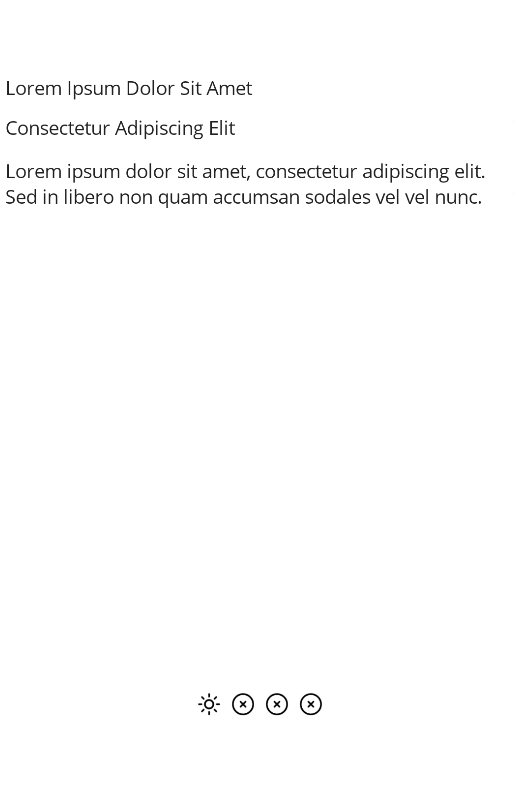 Lorem Ipsum Dolor Sit Amet
Consectetur Adipiscing Elit
Lorem ipsum dolor sit amet, consectetur adipiscing elit.
Sed in libero non quam accumsan sodales vel vel nunc.